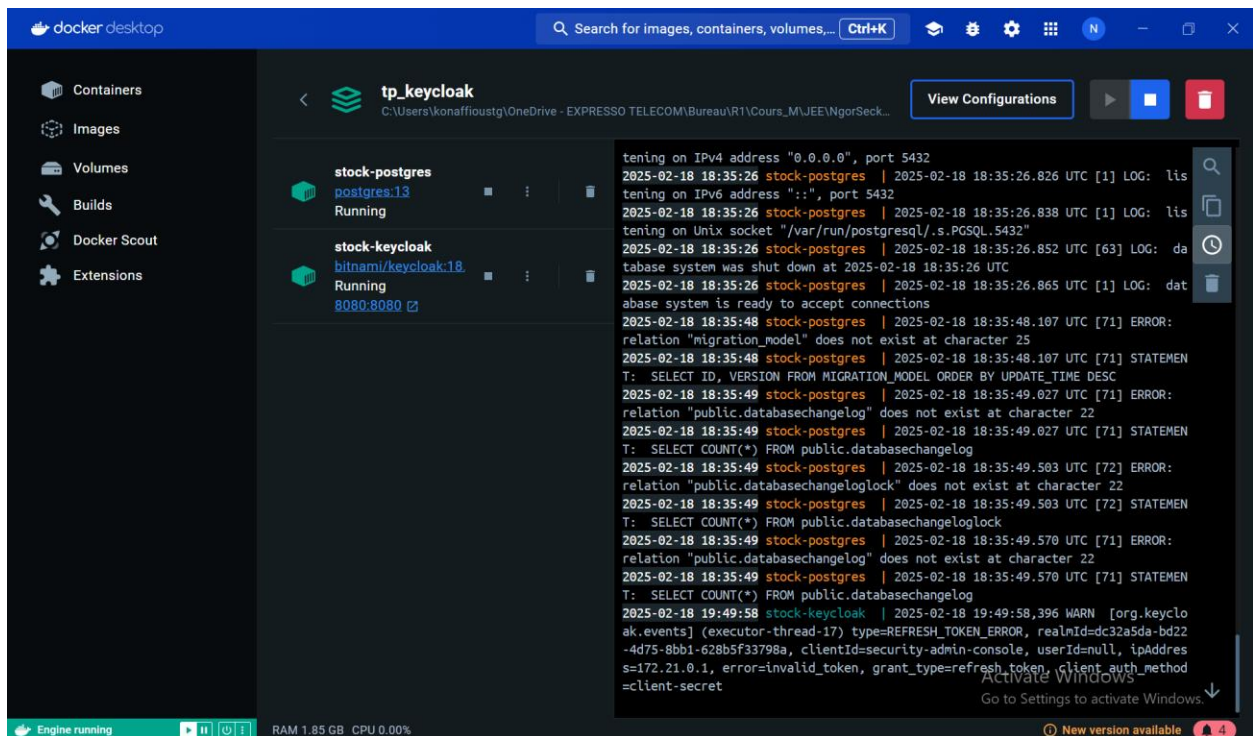 docker desktop
Search for images, containers, volumes,... Ctrl+K
N
Containers
Images
Volumes
Builds
Docker Scout
Extensions
tp_keycloak
C:\Users\konaffioustg\OneDrive - EXPRESSO TELECOM\Bureau\R1\Cours_M\JEE\NgorSeck...
View Configurations
stock-postgres
postgres:13
Running
stock-keycloak
bitnami/keycloak:18.
Running
8080:8080
tening on IPv4 address "0.0.0.0", port 5432
2025-02-18 18:35:26 stock-postgres | 2025-02-18 18:35:26.826 UTC [1] LOG: lis
tening on IPv6 address "::", port 5432
2025-02-18 18:35:26 stock-postgres | 2025-02-18 18:35:26.838 UTC [1] LOG: lis
tening on Unix socket "/var/run/postgresql/.s.PGSQL.5432"
2025-02-18 18:35:26 stock-postgres | 2025-02-18 18:35:26.852 UTC [63] LOG: da
tabase system was shut down at 2025-02-18 18:35:26 UTC
2025-02-18 18:35:26 stock-postgres | 2025-02-18 18:35:26.865 UTC [1] LOG: dat
abase system is ready to accept connections
2025-02-18 18:35:48 stock-postgres | 2025-02-18 18:35:48.107 UTC [71] ERROR:
relation "migration_model" does not exist at character 25
2025-02-18 18:35:48 stock-postgres | 2025-02-18 18:35:48.107 UTC [71] STATEMEN
T: SELECT ID, VERSION FROM MIGRATION_MODEL ORDER BY UPDATE_TIME DESC
2025-02-18 18:35:49 stock-postgres | 2025-02-18 18:35:49.027 UTC [71] ERROR:
relation "public.databasechangelog" does not exist at character 22
2025-02-18 18:35:49 stock-postgres | 2025-02-18 18:35:49.027 UTC [71] STATEMEN
T: SELECT COUNT(*) FROM public.databasechangelog
2025-02-18 18:35:49 stock-postgres | 2025-02-18 18:35:49.503 UTC [72] ERROR:
relation "public.databasechangeloglock" does not exist at character 22
2025-02-18 18:35:49 stock-postgres | 2025-02-18 18:35:49.503 UTC [72] STATEMEN
T: SELECT COUNT(*) FROM public.databasechangeloglock
2025-02-18 18:35:49 stock-postgres | 2025-02-18 18:35:49.570 UTC [71] ERROR:
relation "public.databasechangelog" does not exist at character 22
2025-02-18 18:35:49 stock-postgres | 2025-02-18 18:35:49.570 UTC [71] STATEMEN
T: SELECT COUNT(*) FROM public.databasechangelog
2025-02-18 19:49:58 stock-keycloak | 2025-02-18 19:49:58,396 WARN [org.keyclo
ak.events] (executor-thread-17) type=REFRESH_TOKEN_ERROR, realmId=dc32a5da-bd22
-4d75-8bb1-628b5f33798a, clientId=security-admin-console, userId=null, ipAddres
s=172.21.0.1, error=invalid_token, grant_type=refresh_token, client_auth_method
=client-secret
Activate Windows
Go to Settings to activate Windows.
Engine running
RAM 1.85 GB CPU 0.00%
New version available
4